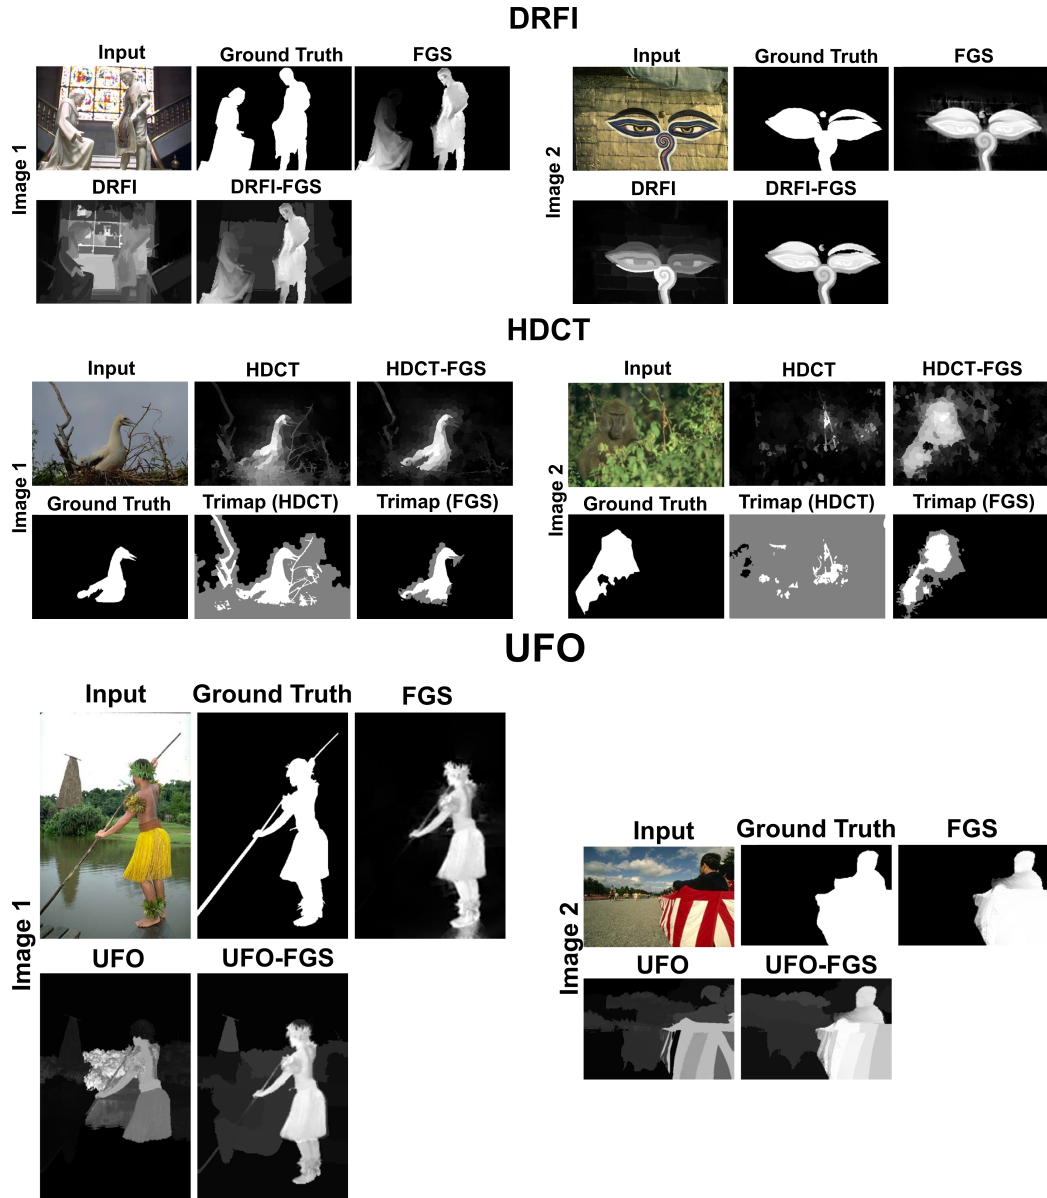 DRFI
Input
Ground Truth
FGS
Image 1
DRFI
DRFI-FGS
Input
Ground Truth
FGS
Image 2
DRFI
DRFI-FGS
HDCT
Input
HDCT
HDCT-FGS
Image 1
Ground Truth
Trimap (HDCT)
Trimap (FGS)
Input
HDCT
HDCT-FGS
Image 2
Ground Truth
Trimap (HDCT)
Trimap (FGS)
UFO
Input
Ground Truth
FGS
Image 1
UFO
UFO-FGS
Input
Ground Truth
FGS
Image 2
UFO
UFO-FGS